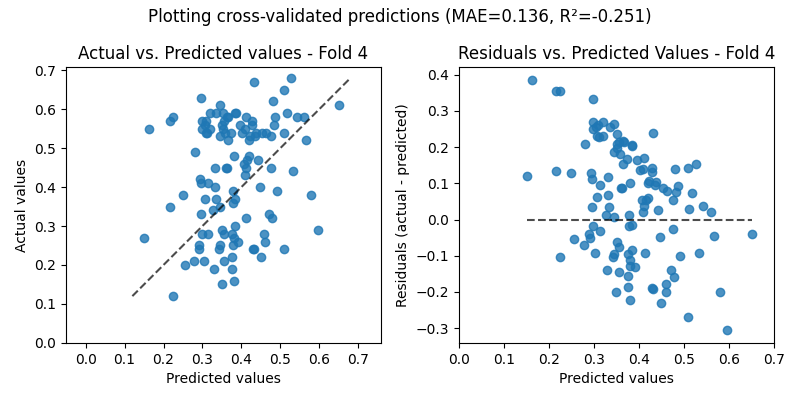 Plotting cross-validated predictions (MAE=0.136, R²=-0.251)
Actual vs. Predicted values - Fold 4
Actual values
0.7
0.6
0.5
0.4
0.3
0.2
0.1
0.0
0.0 0.1 0.2 0.3 0.4 0.5 0.6 0.7
Predicted values
Residuals vs. Predicted Values - Fold 4
Residuals (actual - predicted)
0.4
0.3
0.2
0.1
0.0
−0.1
−0.2
−0.3
0.0 0.1 0.2 0.3 0.4 0.5 0.6 0.7
Predicted values